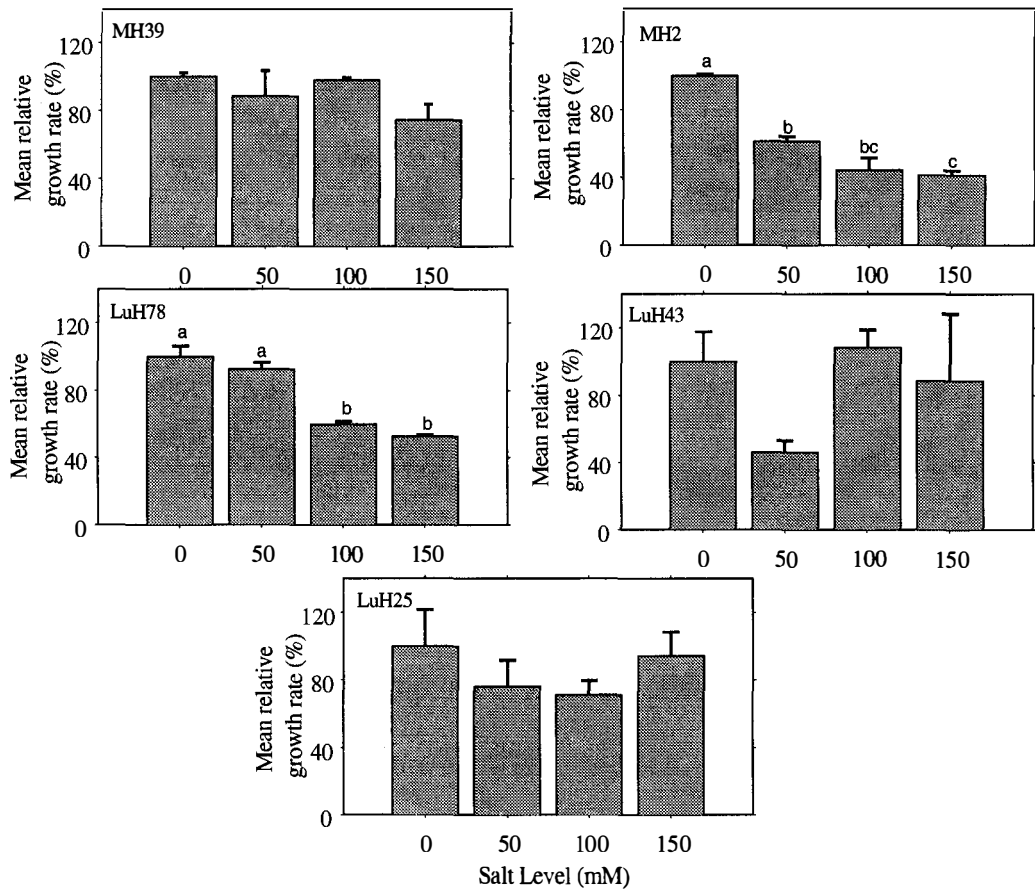 MH39
Mean relative
growth rate (%)
120
80
40
0
0 50 100 150
MH2
Mean relative
growth rate (%)
120
80
40
0
a
b
bc
c
0 50 100 150
LuH78
Mean relative
growth rate (%)
120
80
40
0
a
a
b
b
0 50 100 150
LuH43
Mean relative
growth rate (%)
120
80
40
0
0 50 100 150
LuH25
Mean relative
growth rate (%)
120
80
40
0
0 50 100 150
Salt Level (mM)